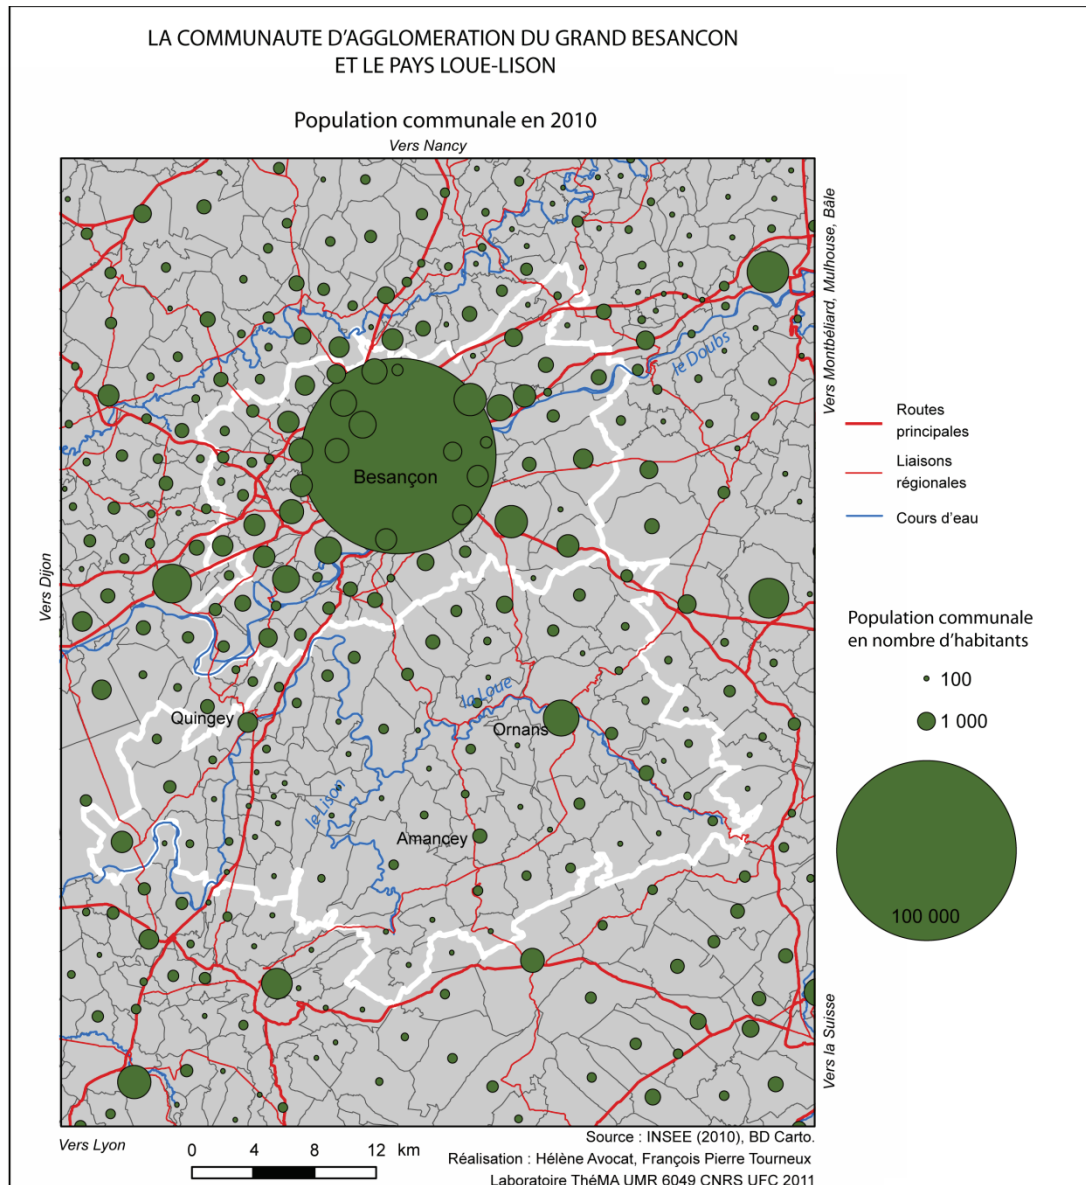 LA COMMUNAUTE D'AGGLOMERATION DU GRAND BESANCON
ET LE PAYS LOUE-LISON
Population communale en 2010
Vers Nancy
Vers Montbéliard, Mulhouse, Bâle
le Doubs
Routes
principales
Liaisons
régionales
Cours d'eau
Besançon
Vers Dijon
Population communale
en nombre d'habitants
100
1 000
la Loue
Quingey
Ornans
le Lison
Amancey
100 000
Vers la Suisse
Vers Lyon
0 4 8 12 km
Source : INSEE (2010), BD Carto.
Réalisation : Hélène Avocat, François Pierre Tourneux
Laboratoire ThéMA UMR 6049 CNRS UFC 2011